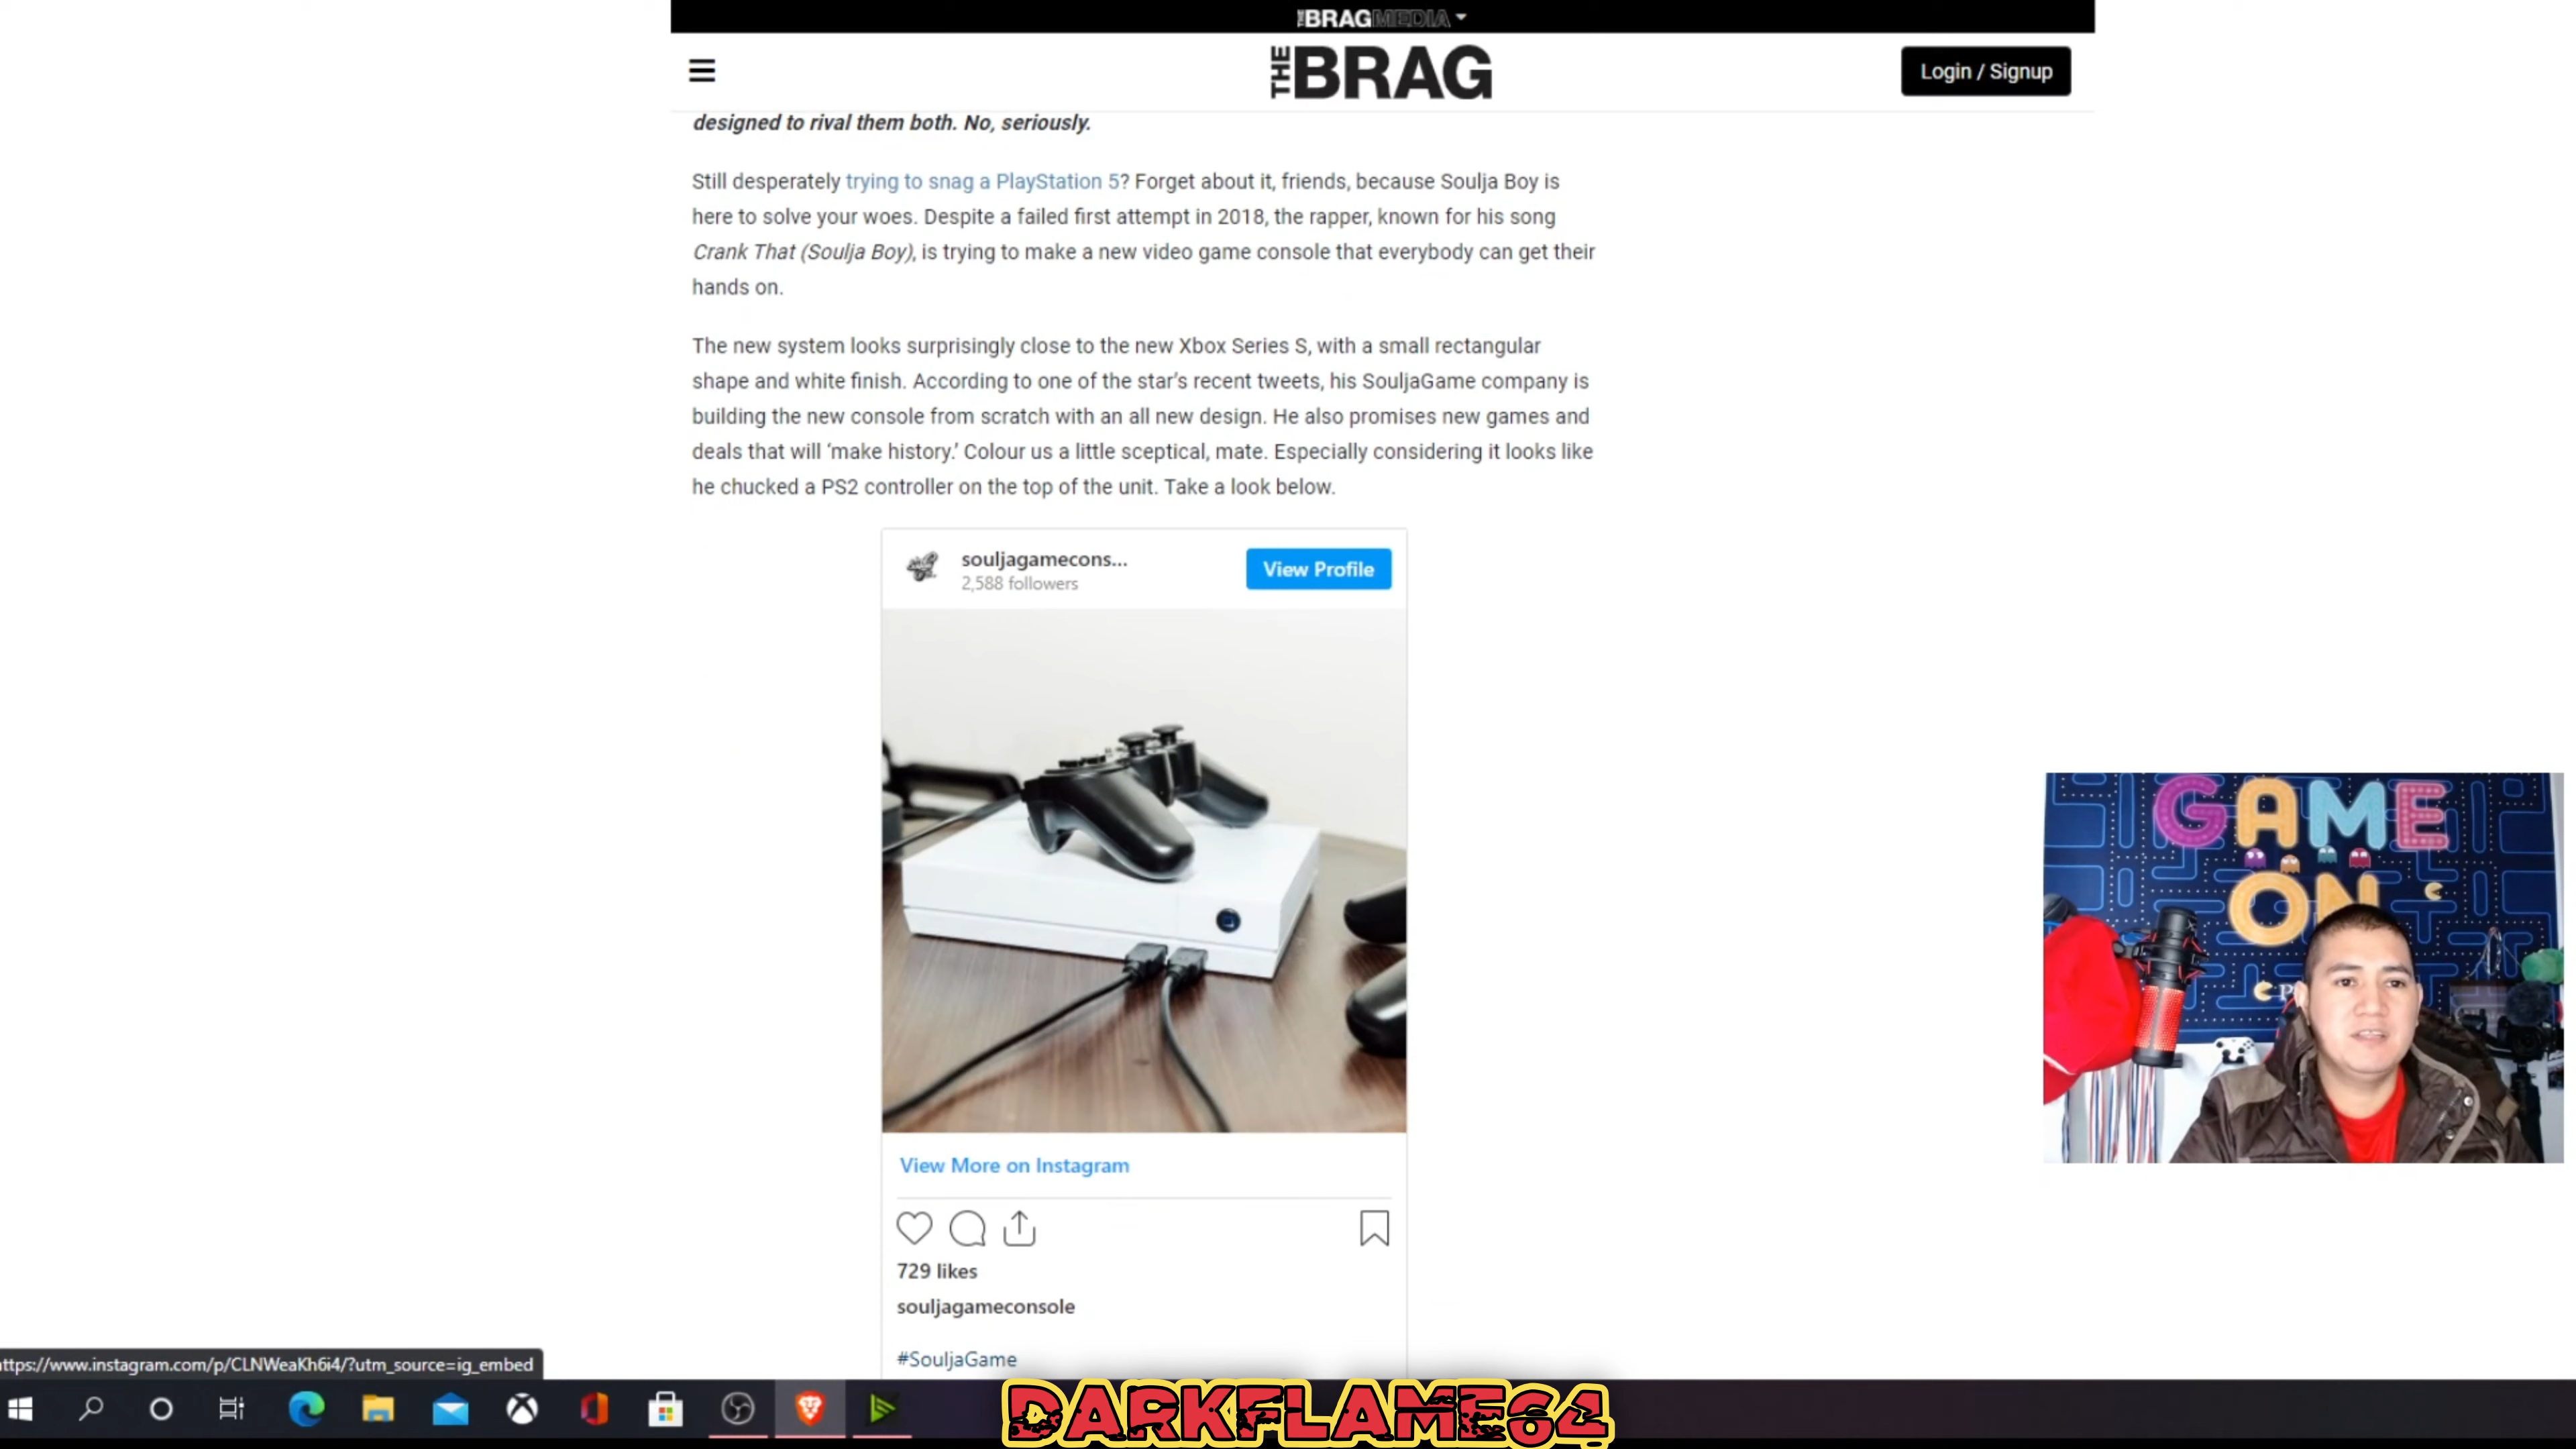 THE BRAG MEDIA
THE BRAG
Login / Signup
designed to rival them both. No, seriously.
Still desperately trying to snag a PlayStation 5? Forget about it, friends, because Soulja Boy is
here to solve your woes. Despite a failed first attempt in 2018, the rapper, known for his song
Crank That (Soulja Boy), is trying to make a new video game console that everybody can get their
hands on.
The new system looks surprisingly close to the new Xbox Series S, with a small rectangular
shape and white finish. According to one of the star's recent tweets, his SouljaGame company is
building the new console from scratch with an all new design. He also promises new games and
deals that will ‘make history.’ Colour us a little sceptical, mate. Especially considering it looks like
he chucked a PS2 controller on the top of the unit. Take a look below.
souljagamecons...
2,588 followers
View Profile
GAME
ON
View More on Instagram
729 likes
souljagameconsole
#SouljaGame
ttps://www.instagram.com/p/CLNWeaKh6i4/?utm_source=ig_embed
DARKFLAME64